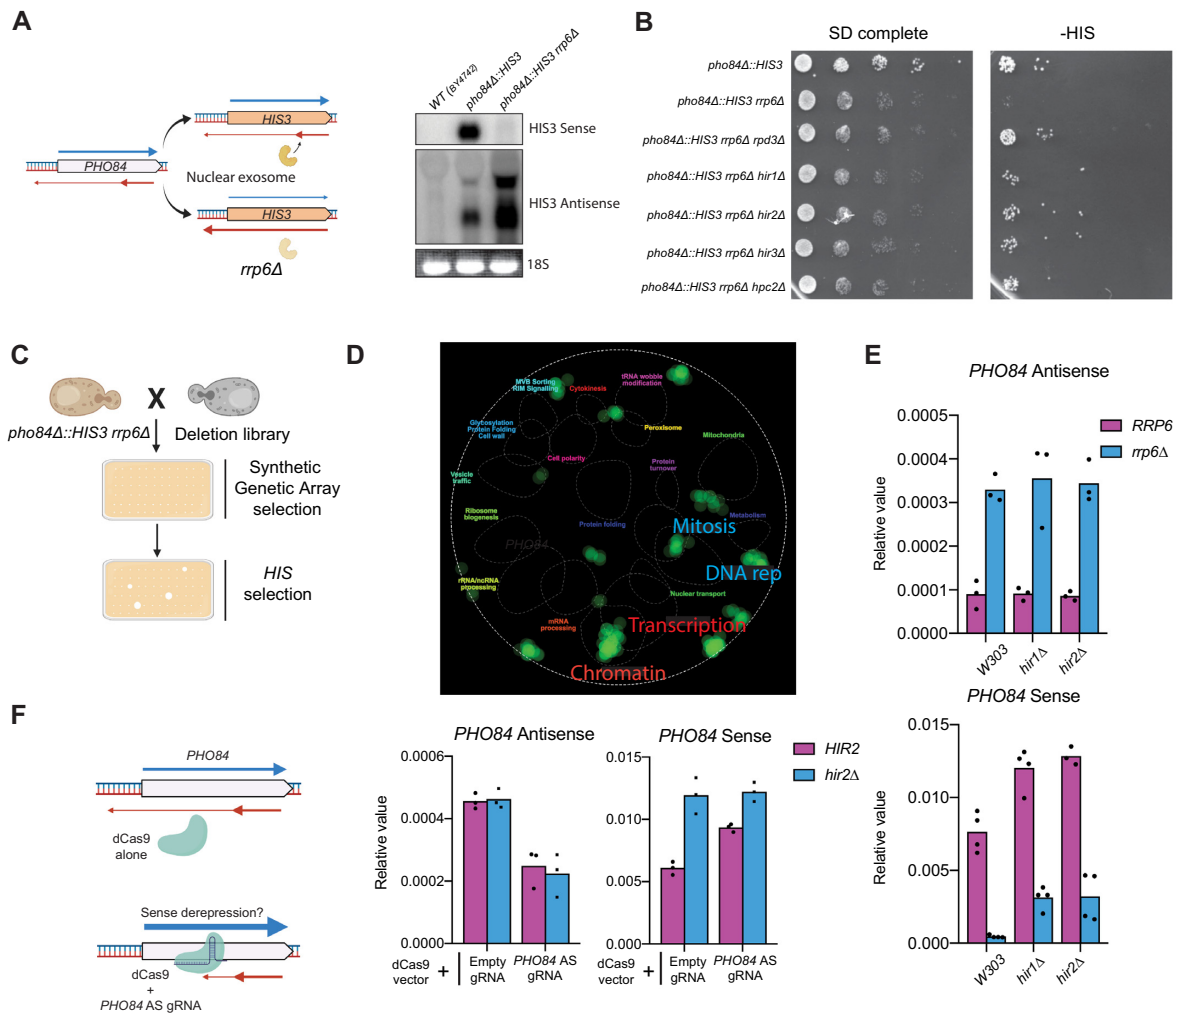 A
HIS3
PHO84
Nuclear exosome
HIS3
rrp6Δ
WT (BY4742)
pho84Δ::HIS3
pho84Δ::HIS3 rrp6Δ
HIS3 Sense
HIS3 Antisense
18S
B
SD complete
-HIS
pho84Δ::HIS3
pho84Δ::HIS3 rrp6Δ
pho84Δ::HIS3 rrp6Δ rpd3Δ
pho84Δ::HIS3 rrp6Δ hir1Δ
pho84Δ::HIS3 rrp6Δ hir2Δ
pho84Δ::HIS3 rrp6Δ hir3Δ
pho84Δ::HIS3 rrp6Δ hpc2Δ
C
X
pho84Δ::HIS3 rrp6Δ
Deletion library
Synthetic
Genetic Array
selection
HIS
selection
D
MVB Sorting
RIM Signalling
Cytokinesis
tRNA wobble
modification
Glycosylation
Protein Folding
Cell wall
Peroxisome
Mitochondria
Cell polarity
Protein
turnover
Vesicle
traffic
Ribosome
biogenesis
Protein folding
Metabolism
Mitosis
PHO84
DNA rep
rRNA/ncRNA
processing
Nuclear transport
mRNA
processing
Transcription
Chromatin
E
PHO84 Antisense
Relative value
0.0005
0.0004
0.0003
0.0002
0.0001
0.0000
W303
hir1Δ
hir2Δ
RRP6
rrp6Δ
PHO84 Sense
Relative value
0.015
0.010
0.005
0.000
W303
hir1Δ
hir2Δ
F
PHO84
dCas9
alone
Sense derepression?
dCas9
+
PHO84 AS gRNA
PHO84 Antisense
Relative value
0.0006
0.0004
0.0002
0.0000
dCas9
vector
+
Empty
gRNA
PHO84 AS
gRNA
PHO84 Sense
Relative value
0.015
0.010
0.005
0.000
dCas9
vector
+
Empty
gRNA
PHO84 AS
gRNA
HIR2
hir2Δ